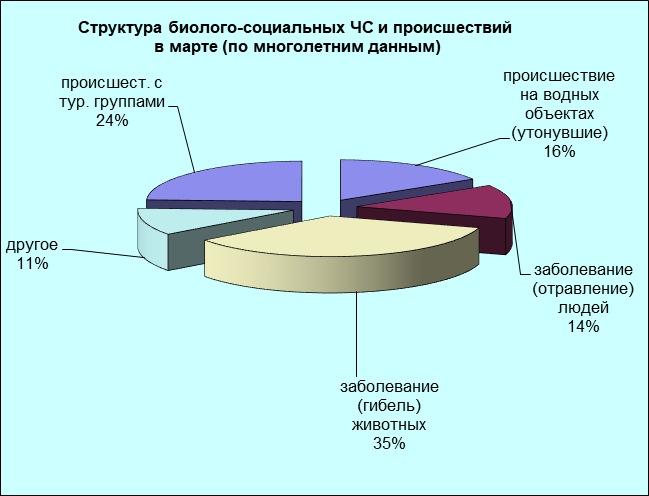 Структура биолого-социальных ЧС и происшествий
в марте (по многолетним данным)
происшест. с
тур. группами
24%
происшествие
на водных
объектах
(утонувшие)
16%
другое
11%
заболевание
(отравление)
людей
14%
заболевание
(гибель)
животных
35%